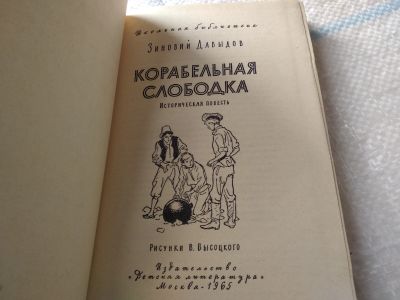 Школьная библиотека
Зиновий Давыдов
КОРАБЕЛЬНАЯ
СЛОБОДКА
Историческая повесть
Рисунки В. Высоцкого
Издательство
"Детская литература"
Москва - 1965